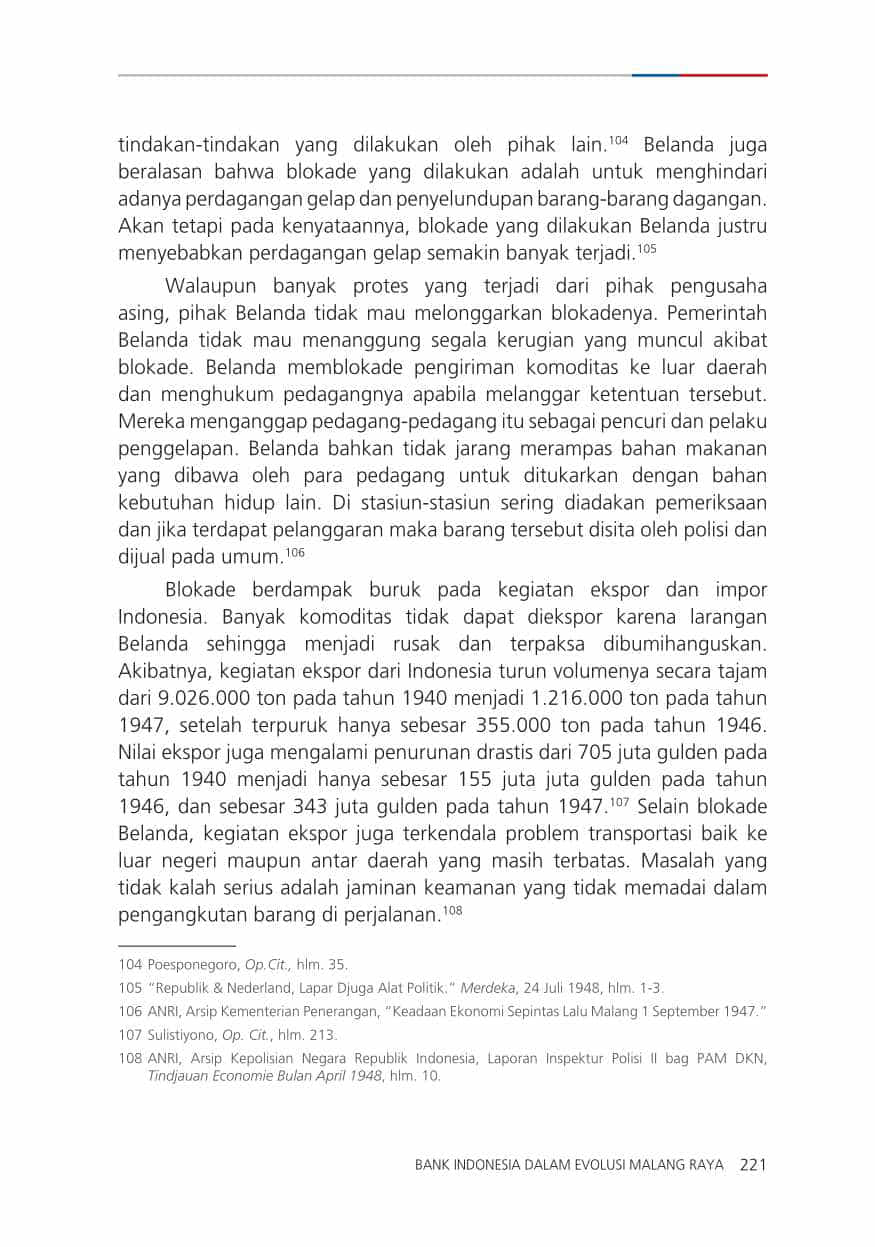 tindakan-tindakan yang dilakukan oleh pihak lain.104 Belanda juga
beralasan bahwa blokade yang dilakukan adalah untuk menghindari
adanya perdagangan gelap dan penyelundupan barang-barang dagangan.
Akan tetapi pada kenyataannya, blokade yang dilakukan Belanda justru
menyebabkan perdagangan gelap semakin banyak terjadi.105
Walaupun banyak protes yang terjadi dari pihak pengusaha
asing, pihak Belanda tidak mau melonggarkan blokadenya. Pemerintah
Belanda tidak mau menanggung segala kerugian yang muncul akibat
blokade. Belanda memblokade pengiriman komoditas ke luar daerah
dan menghukum pedagangnya apabila melanggar ketentuan tersebut.
Mereka menganggap pedagang-pedagang itu sebagai pencuri dan pelaku
penggelapan. Belanda bahkan tidak jarang merampas bahan makanan
yang dibawa oleh para pedagang untuk ditukarkan dengan bahan
kebutuhan hidup lain. Di stasiun-stasiun sering diadakan pemeriksaan
dan jika terdapat pelanggaran maka barang tersebut disita oleh polisi dan
dijual pada umum.106
Blokade berdampak buruk pada kegiatan ekspor dan impor
Indonesia. Banyak komoditas tidak dapat diekspor karena larangan
Belanda sehingga menjadi rusak dan terpaksa dibumihanguskan.
Akibatnya, kegiatan ekspor dari Indonesia turun volumenya secara tajam
dari 9.026.000 ton pada tahun 1940 menjadi 1.216.000 ton pada tahun
1947, setelah terpuruk hanya sebesar 355.000 ton pada tahun 1946.
Nilai ekspor juga mengalami penurunan drastis dari 705 juta gulden pada
tahun 1940 menjadi hanya sebesar 155 juta juta gulden pada tahun
1946, dan sebesar 343 juta gulden pada tahun 1947.107 Selain blokade
Belanda, kegiatan ekspor juga terkendala problem transportasi baik ke
luar negeri maupun antar daerah yang masih terbatas. Masalah yang
tidak kalah serius adalah jaminan keamanan yang tidak memadai dalam
pengangkutan barang di perjalanan.108
104 Poesponegoro, Op.Cit., hlm. 35.
105 “Republik & Nederland, Lapar Djuga Alat Politik.” Merdeka, 24 Juli 1948, hlm. 1-3.
106 ANRI, Arsip Kementerian Penerangan, “Keadaan Ekonomi Sepintas Lalu Malang 1 September 1947.”
107 Sulistiyono, Op. Cit., hlm. 213.
108 ANRI, Arsip Kepolisian Negara Republik Indonesia, Laporan Inspektur Polisi II bag PAM DKN,
Tindjauan Economie Bulan April 1948, hlm. 10.
BANK INDONESIA DALAM EVOLUSI MALANG RAYA 221